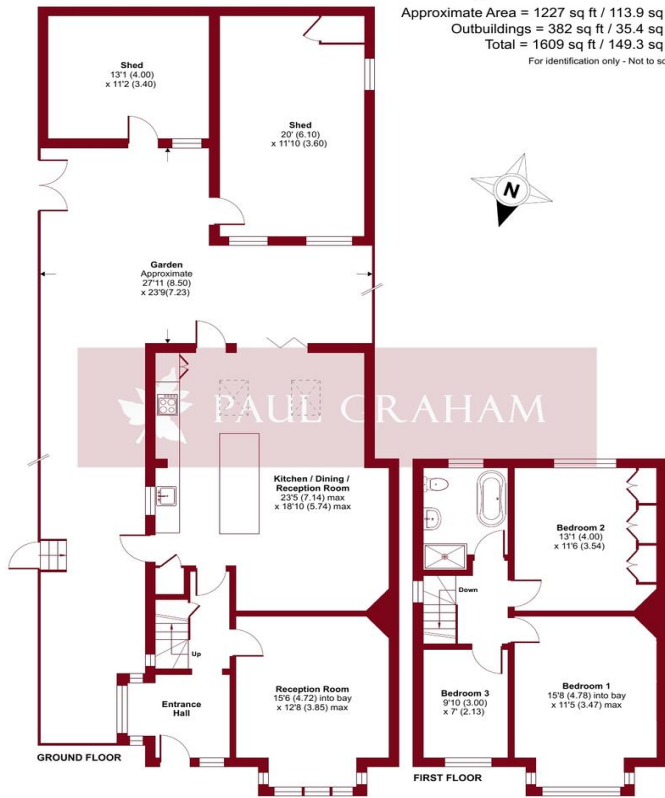 Approximate Area = 1227 sq ft / 113.9 sq
Outbuildings = 382 sq ft / 35.4 sq
Total = 1609 sq ft / 149.3 sq
For identification only - Not to sc
Shed
13'1 (4.00)
x 11'2 (3.40)
Shed
20' (6.10)
x 11'10 (3.60)
N
Garden
Approximate
27'11 (8.50)
x 23'9(7.23)
PAUL GRAHAM
Kitchen / Dining /
Reception Room
23'5 (7.14) max
x 18'10 (5.74) max
Bedroom 2
13'1 (4.00)
x 11'6 (3.54)
Down
Up
Entrance
Hall
Reception Room
15'6 (4.72) into bay
x 12'8 (3.85) max
Bedroom 3
9'10 (3.00)
x 7' (2.13)
Bedroom 1
15'8 (4.78) into bay
x 11'5 (3.47) max
GROUND FLOOR
FIRST FLOOR